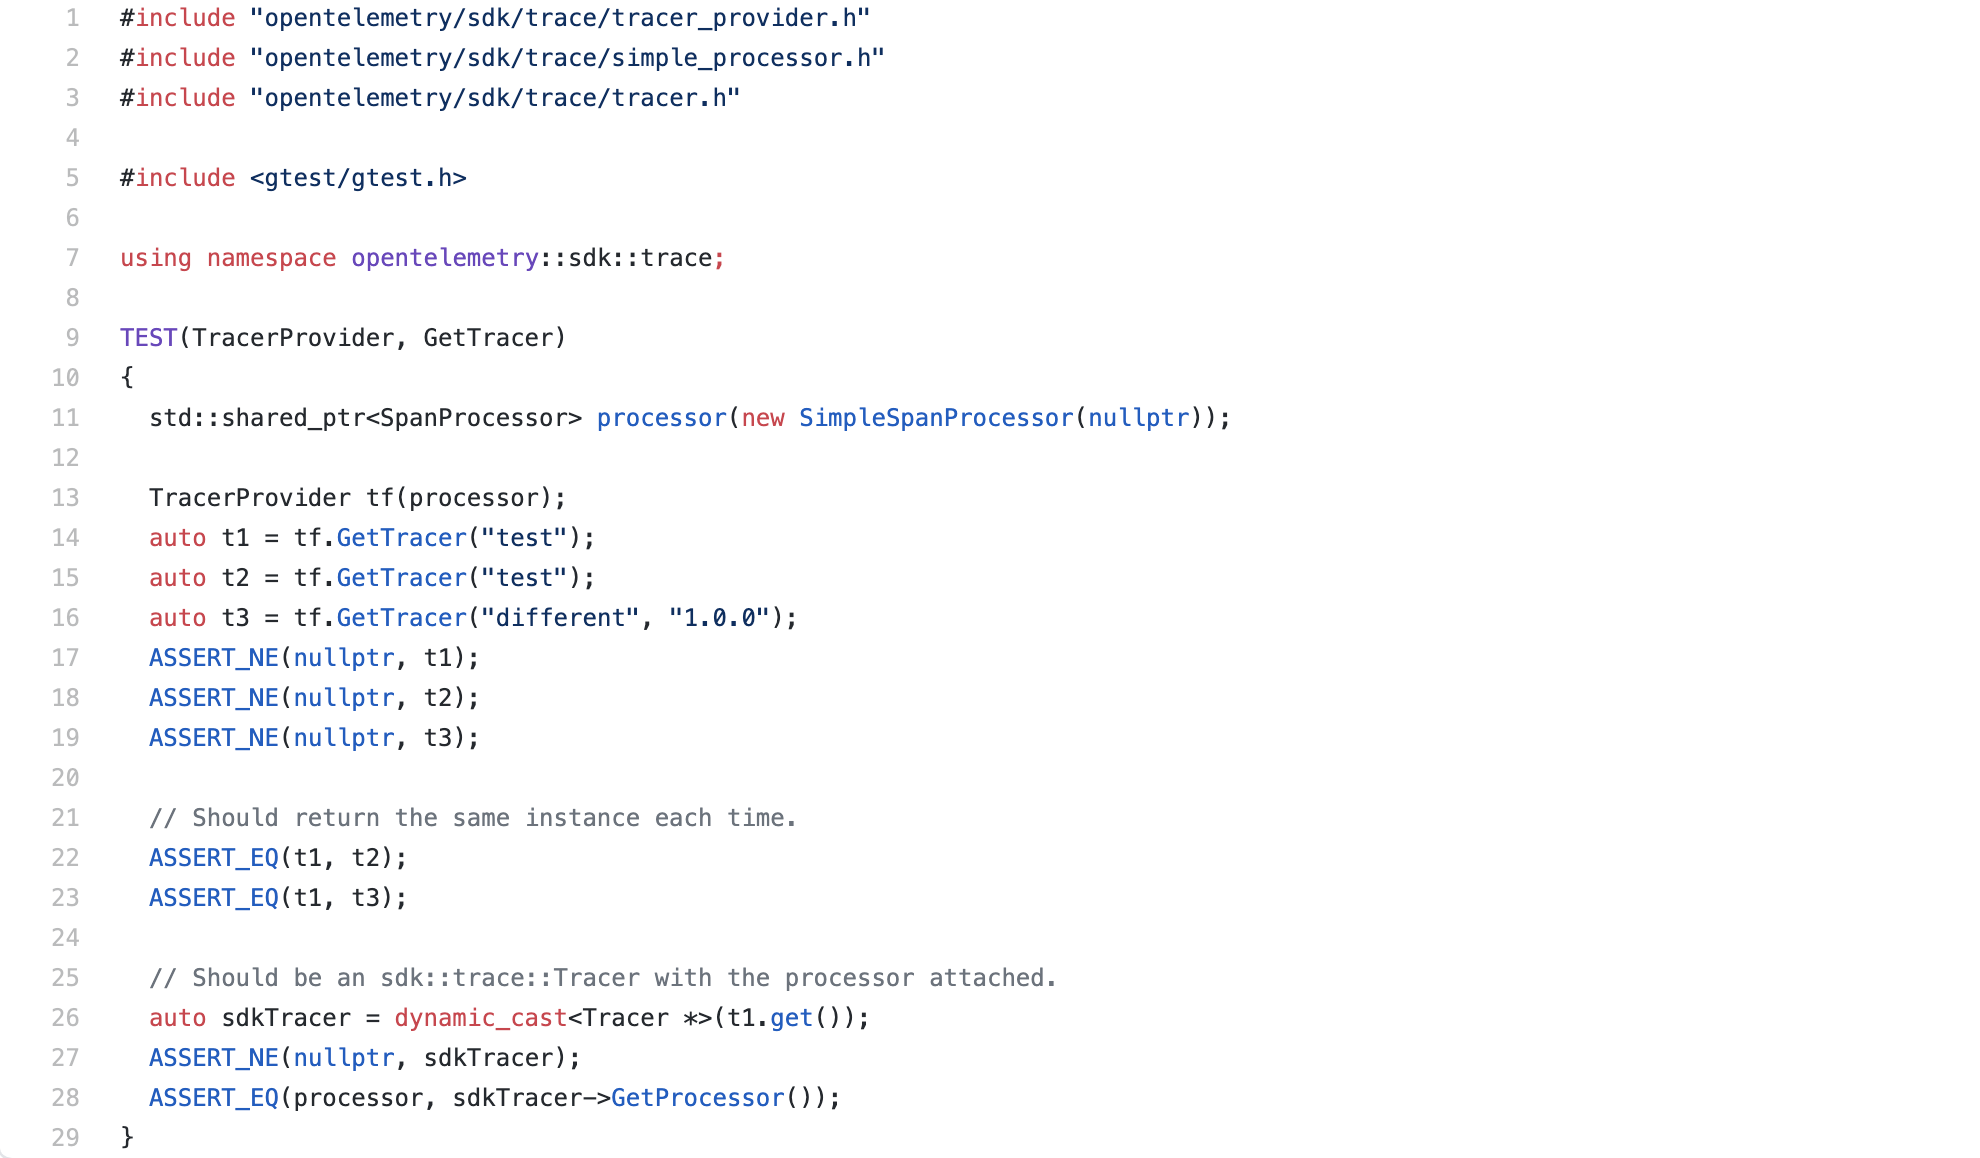 1 #include "opentelemetry/sdk/trace/tracer_provider.h"
2 #include "opentelemetry/sdk/trace/simple_processor.h"
3 #include "opentelemetry/sdk/trace/tracer.h"
4
5 #include <gtest/gtest.h>
6
7 using namespace opentelemetry::sdk::trace;
8
9 TEST(TracerProvider, GetTracer)
10 {
11   std::shared_ptr<SpanProcessor> processor(new SimpleSpanProcessor(nullptr));
12
13   TracerProvider tf(processor);
14   auto t1 = tf.GetTracer("test");
15   auto t2 = tf.GetTracer("test");
16   auto t3 = tf.GetTracer("different", "1.0.0");
17   ASSERT_NE(nullptr, t1);
18   ASSERT_NE(nullptr, t2);
19   ASSERT_NE(nullptr, t3);
20
21   // Should return the same instance each time.
22   ASSERT_EQ(t1, t2);
23   ASSERT_EQ(t1, t3);
24
25   // Should be an sdk::trace::Tracer with the processor attached.
26   auto sdkTracer = dynamic_cast<Tracer *>(t1.get());
27   ASSERT_NE(nullptr, sdkTracer);
28   ASSERT_EQ(processor, sdkTracer->GetProcessor());
29 }